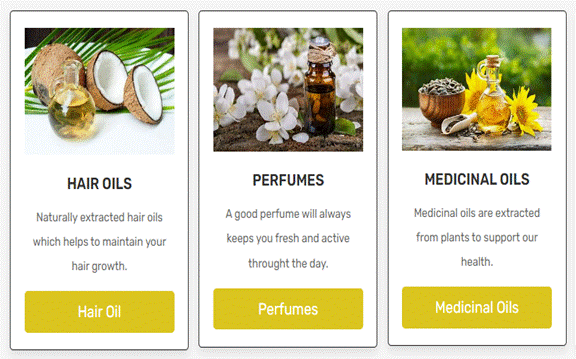 HAIR OILS
Naturally extracted hair oils
which helps to maintain your
hair growth.
Hair Oil
PERFUMES
A good perfume will always
keeps you fresh and active
throught the day.
Perfumes
MEDICINAL OILS
Medicinal oils are extracted
from plants to support our
health.
Medicinal Oils